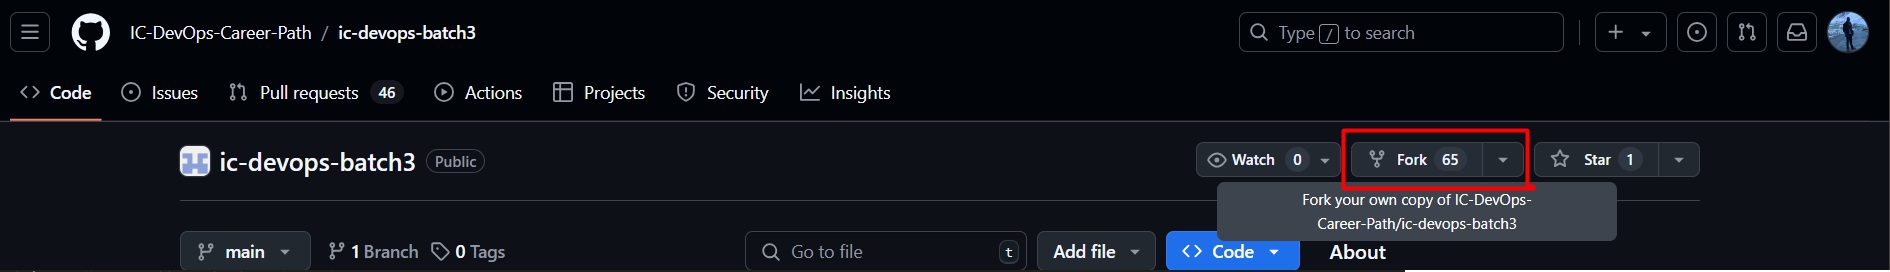 IC-DevOps-Career-Path / ic-devops-batch3
Type / to search
Code Issues Pull requests 46 Actions Projects Security Insights
ic-devops-batch3 Public
Watch 0 Fork 65 Star 1
Fork your own copy of IC-DevOps-
Career-Path/ic-devops-batch3
main 1 Branch 0 Tags Go to file t Add file Code About